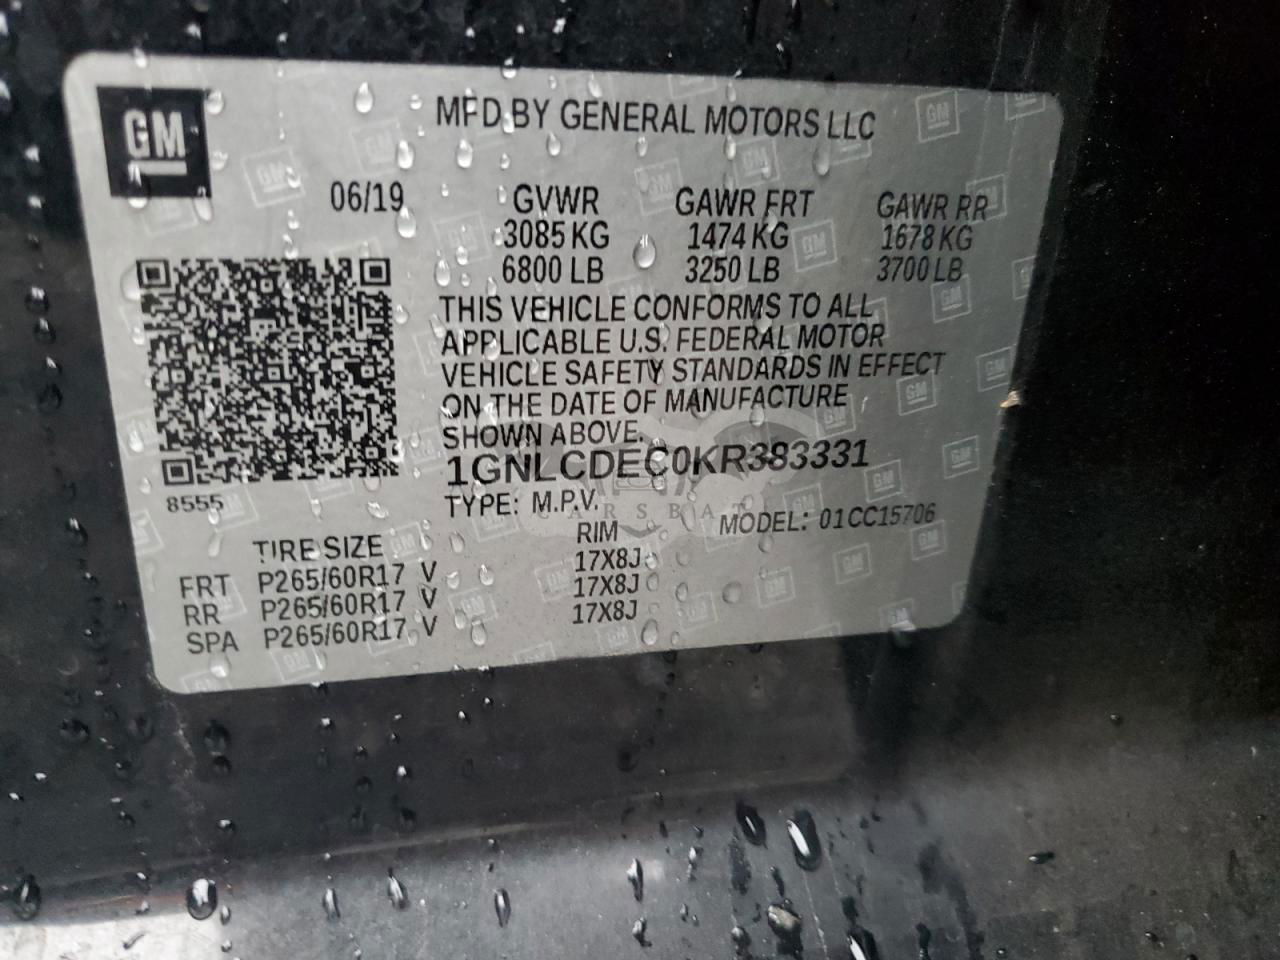 GM
MFD BY GENERAL MOTORS LLC
06/19 GVWR GAWR FRT GAWR RR
3085 KG 1474 KG 1678 KG
6800 LB 3250 LB 3700 LB
THIS VEHICLE CONFORMS TO ALL
APPLICABLE U.S. FEDERAL MOTOR
VEHICLE SAFETY STANDARDS IN EFFECT
ON THE DATE OF MANUFACTURE
SHOWN ABOVE.
1GNLCDEC0KR383331
8555
TYPE: M.P.V. MODEL: 01CC15706
CARSBAT
TIRE SIZE RIM
FRT P265/60R17 V 17X8J
RR P265/60R17 V 17X8J
SPA P265/60R17 V 17X8J